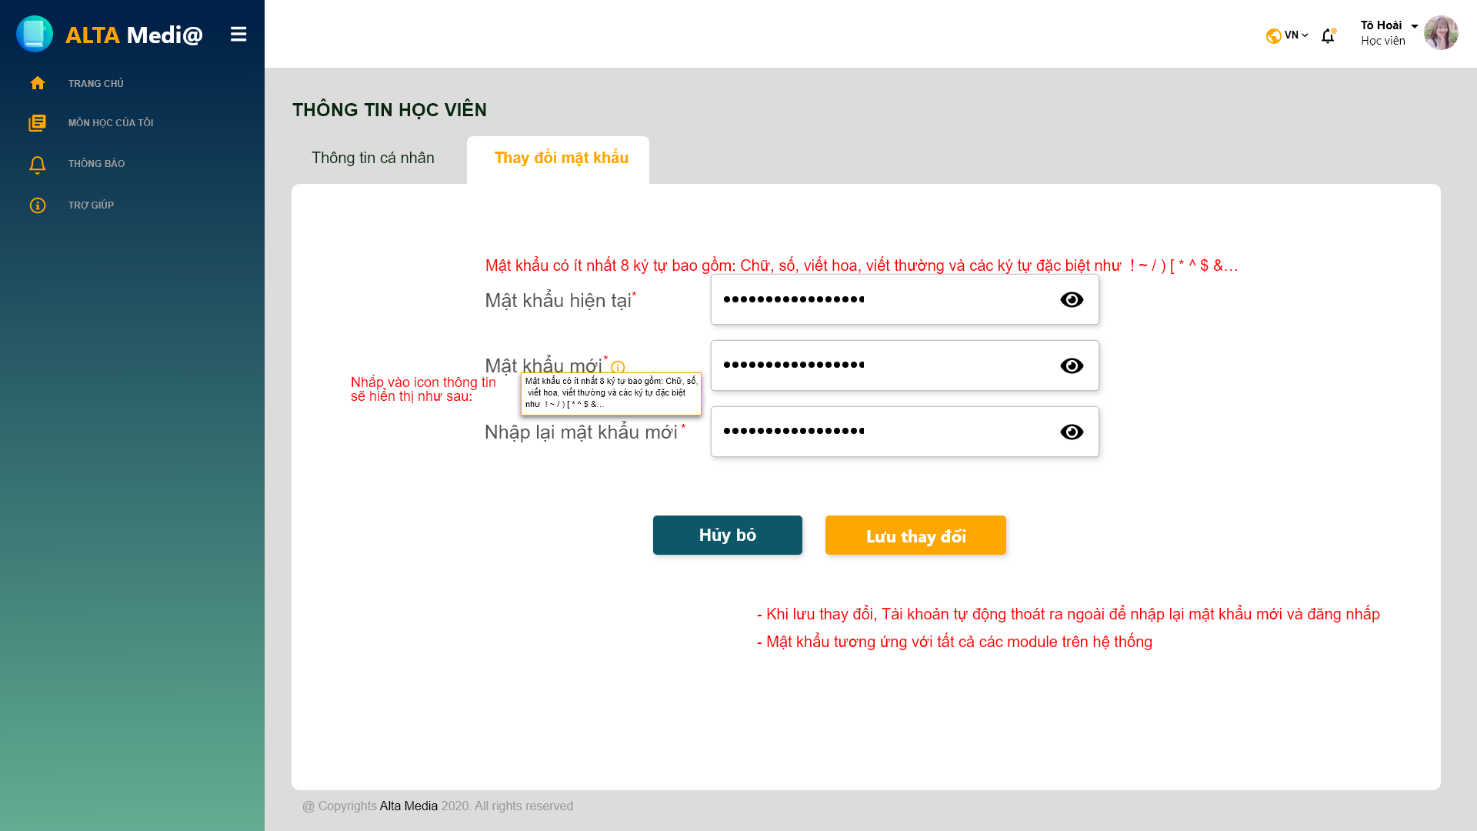 ALTA Medi@
VN
Tô Hoài
Học viên
TRANG CHỦ
MÔN HỌC CỦA TÔI
THÔNG BÁO
TRỢ GIÚP
THÔNG TIN HỌC VIÊN
Thông tin cá nhân
Thay đổi mật khẩu
Mật khẩu có ít nhất 8 ký tự bao gồm: Chữ, số, viết hoa, viết thường và các ký tự đặc biệt như ! ~ / ) [ * ^ $ &...
Mật khẩu hiện tại*
Mật khẩu mới*
Nhấp vào icon thông tin
sẽ hiển thị như sau:
Mật khẩu có ít nhất 8 ký tự bao gồm: Chữ, số,
viết hoa, viết thường và các ký tự đặc biệt
như ! ~ / ) [ * ^ $ &...
Nhập lại mật khẩu mới *
Hủy bỏ
Lưu thay đổi
- Khi lưu thay đổi, Tài khoản tự động thoát ra ngoài để nhập lại mật khẩu mới và đăng nhấp
- Mật khẩu tương ứng với tất cả các module trên hệ thống
@ Copyrights Alta Media 2020. All rights reserved